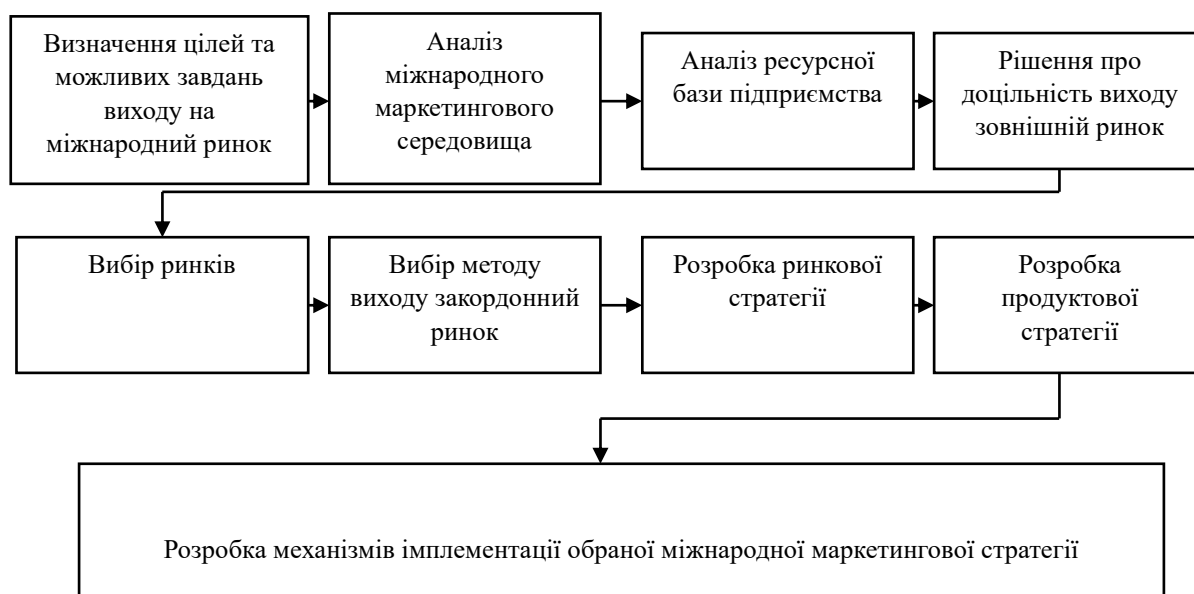 Визначення цілей та
можливих завдань
виходу на
міжнародний ринок
Аналіз
міжнародного
маркетингового
середовища
Аналіз ресурсної
бази підприємства
Рішення про
доцільність виходу
зовнішній ринок
Вибір ринків
Вибір методу
виходу закордонний
ринок
Розробка ринкової
стратегії
Розробка
продуктової
стратегії
Розробка механізмів імплементації обраної міжнародної маркетингової стратегії